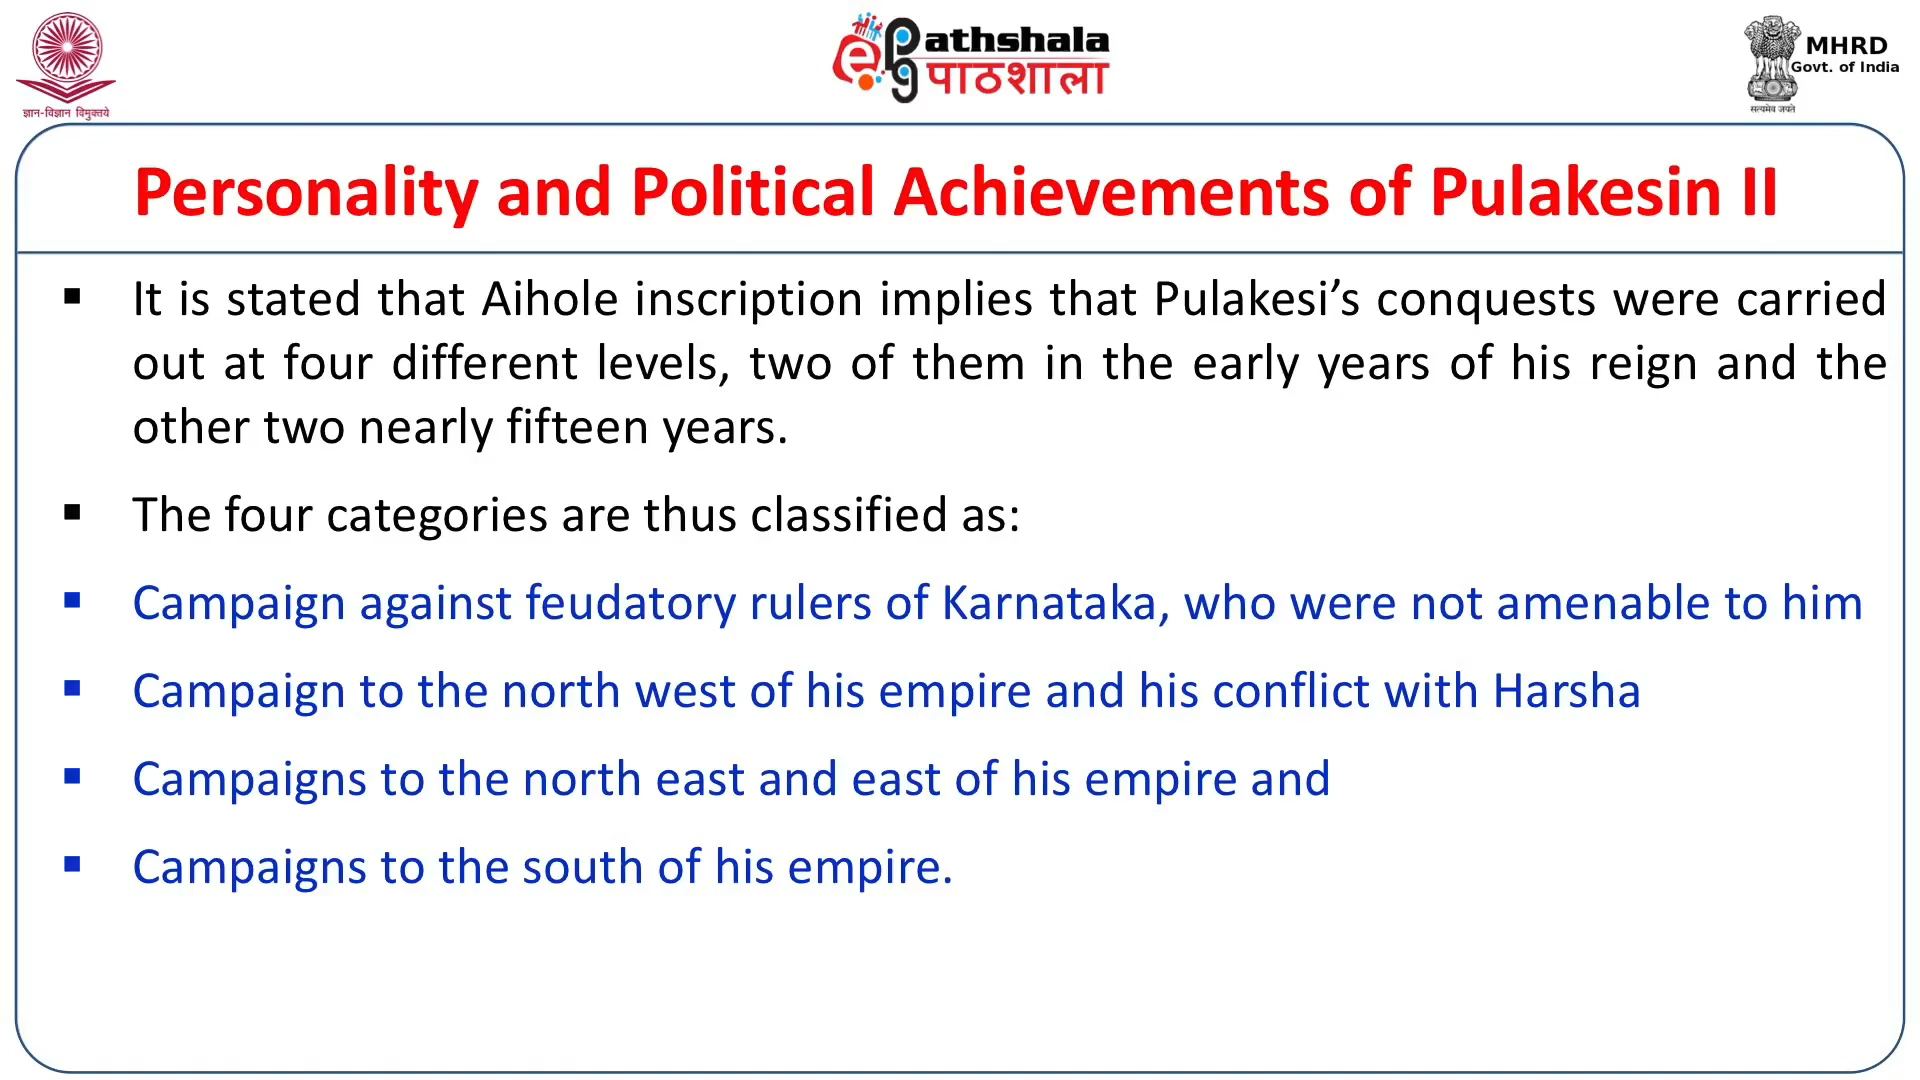 ज्ञान-विज्ञान विमुक्तये
ePG Pathshala
पाठशाला
MHRD
Govt. of India
सत्यमेव जयते
Personality and Political Achievements of Pulakesin II
▪ It is stated that Aihole inscription implies that Pulakesi’s conquests were carried
out at four different levels, two of them in the early years of his reign and the
other two nearly fifteen years.
▪ The four categories are thus classified as:
▪ Campaign against feudatory rulers of Karnataka, who were not amenable to him
▪ Campaign to the north west of his empire and his conflict with Harsha
▪ Campaigns to the north east and east of his empire and
▪ Campaigns to the south of his empire.